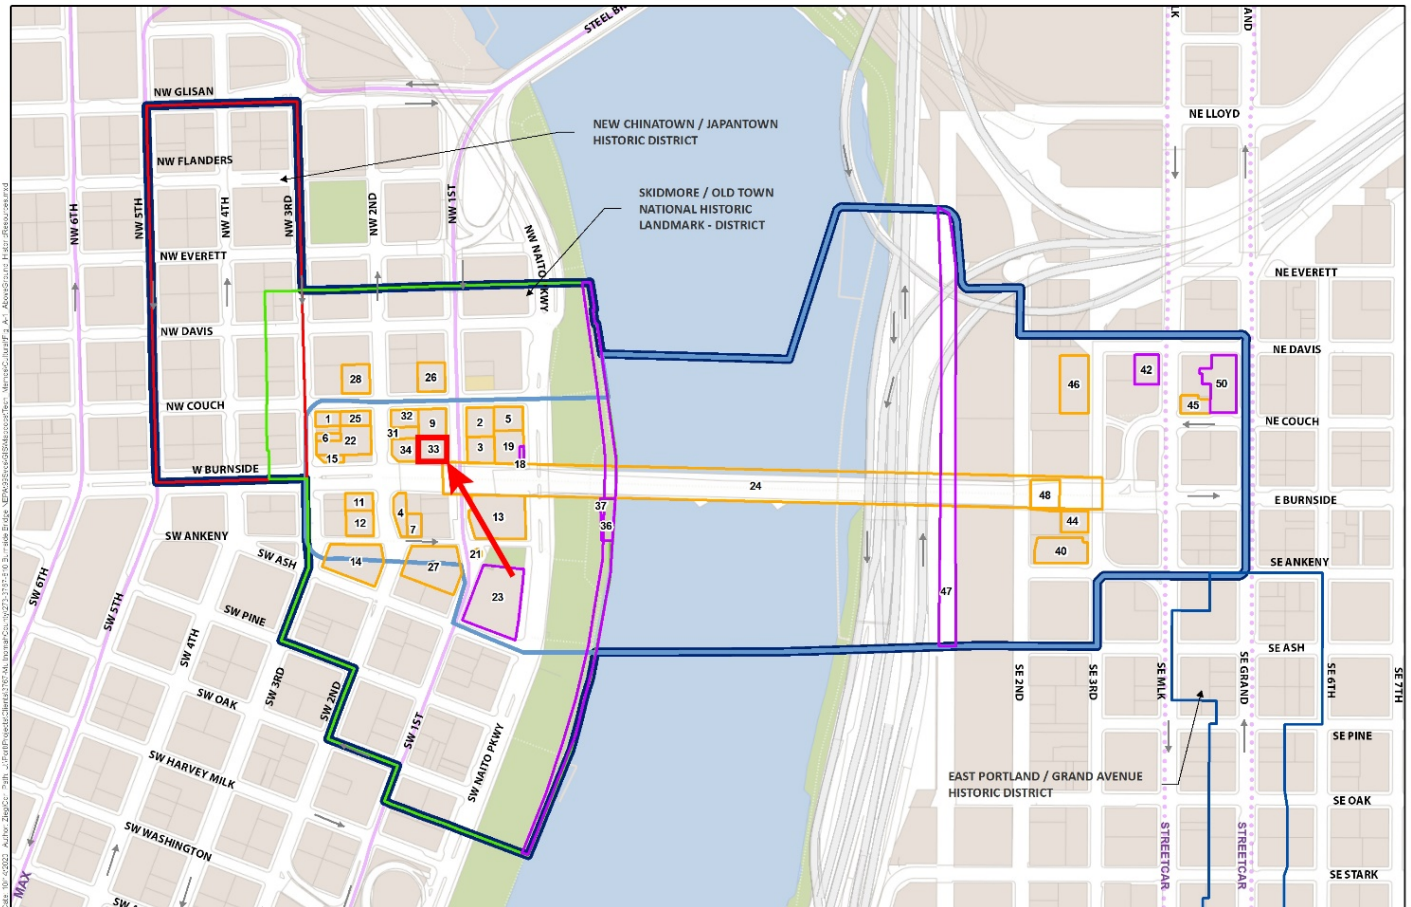 STEEL
LK
AND
NW GLISAN
NE LLOYD
NEW CHINATOWN / JAPANTOWN
HISTORIC DISTRICT
NW FLANDERS
SKIDMORE / OLD TOWN
NATIONAL HISTORIC
LANDMARK - DISTRICT
NW 6TH
NW 5TH
NW 4TH
NW 3RD
NW 2ND
NW 1ST
NW NAITO PKWY
NW EVERETT
NE EVERETT
NW DAVIS
NE DAVIS
28
26
46
42
50
45
NW COUCH
NE COUCH
1
25
32
9
2
5
6
22
31
34
33
3
19
15
18
W BURNSIDE
24
48
E BURNSIDE
11
4
13
37
12
7
36
44
SW ANKENY
SW ASH
14
27
21
40
SE ANKENY
23
47
SW 6TH
SW 5TH
SW PINE
SW 4TH
SE ASH
SW 3RD
SW 2ND
SW OAK
SW 1ST
SW NAITO PKWY
SE 2ND
SE 3RD
SE MLK
SE GRAND
SE 6TH
SE 7TH
SE PINE
SW HARVEY MILK
EAST PORTLAND / GRAND AVENUE
HISTORIC DISTRICT
SE OAK
SW WASHINGTON
STREETCAR
STREETCAR
SE STARK
MAX